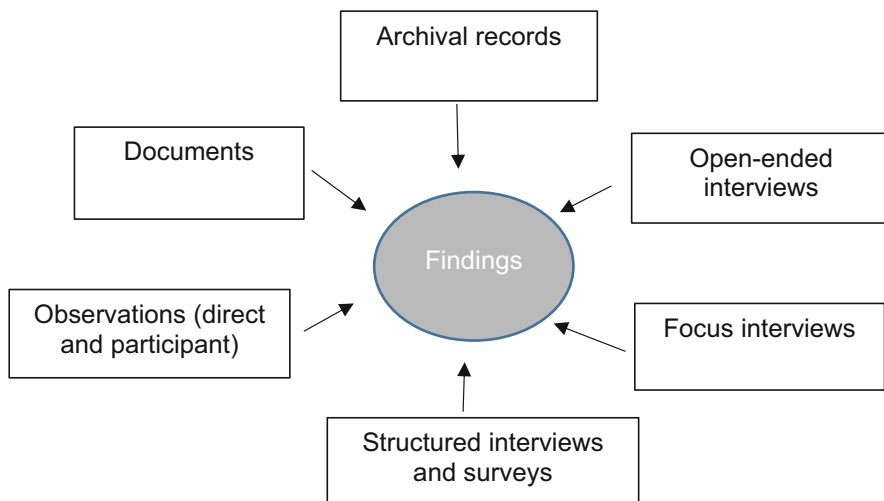 Archival records
Documents
Open-ended
interviews
Findings
Observations (direct
and participant)
Focus interviews
Structured interviews
and surveys